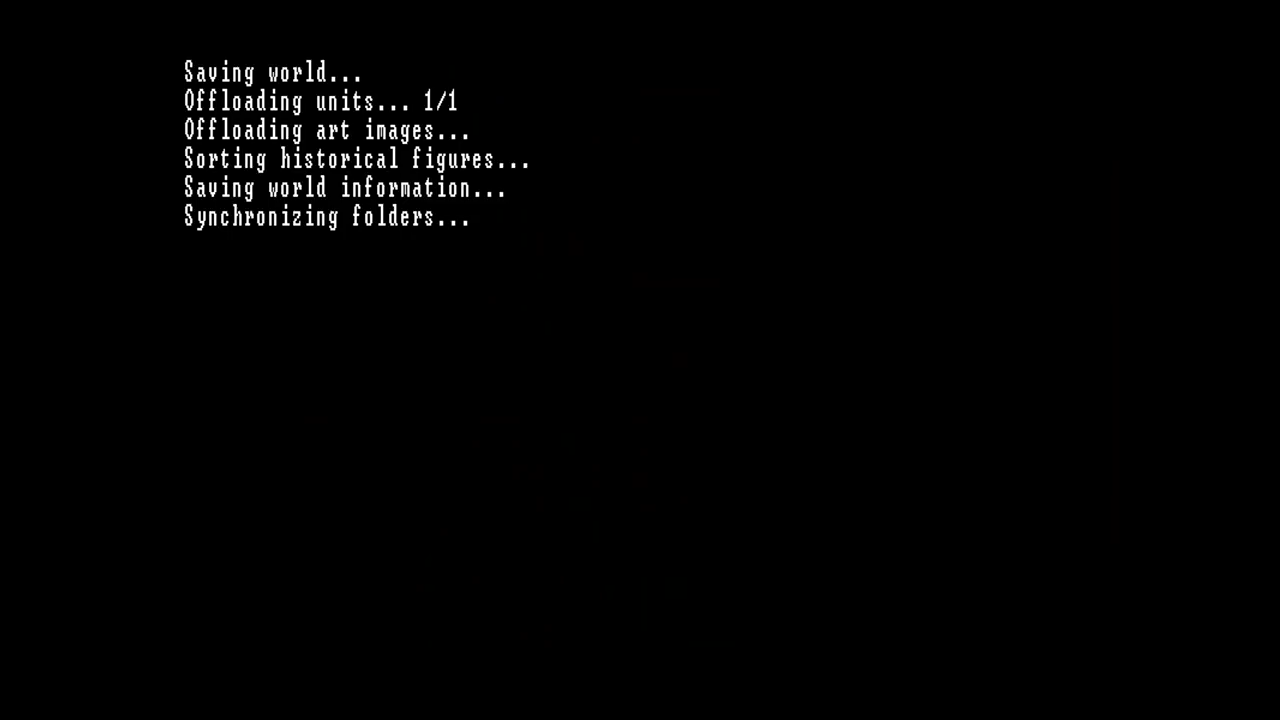 Saving world...
Offloading units... 1/1
Offloading art images...
Sorting historical figures...
Saving world information...
Synchronizing folders...